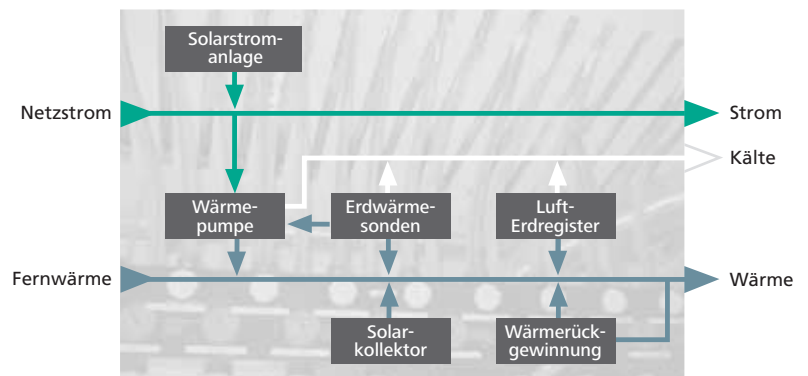 Solarstrom-
anlage
Netzstrom
Strom
Kälte
Wärme-
pumpe
Erdwärme-
sonden
Luft-
Erdregister
Fernwärme
Wärme
Solar-
kollektor
Wärmerück-
gewinnung